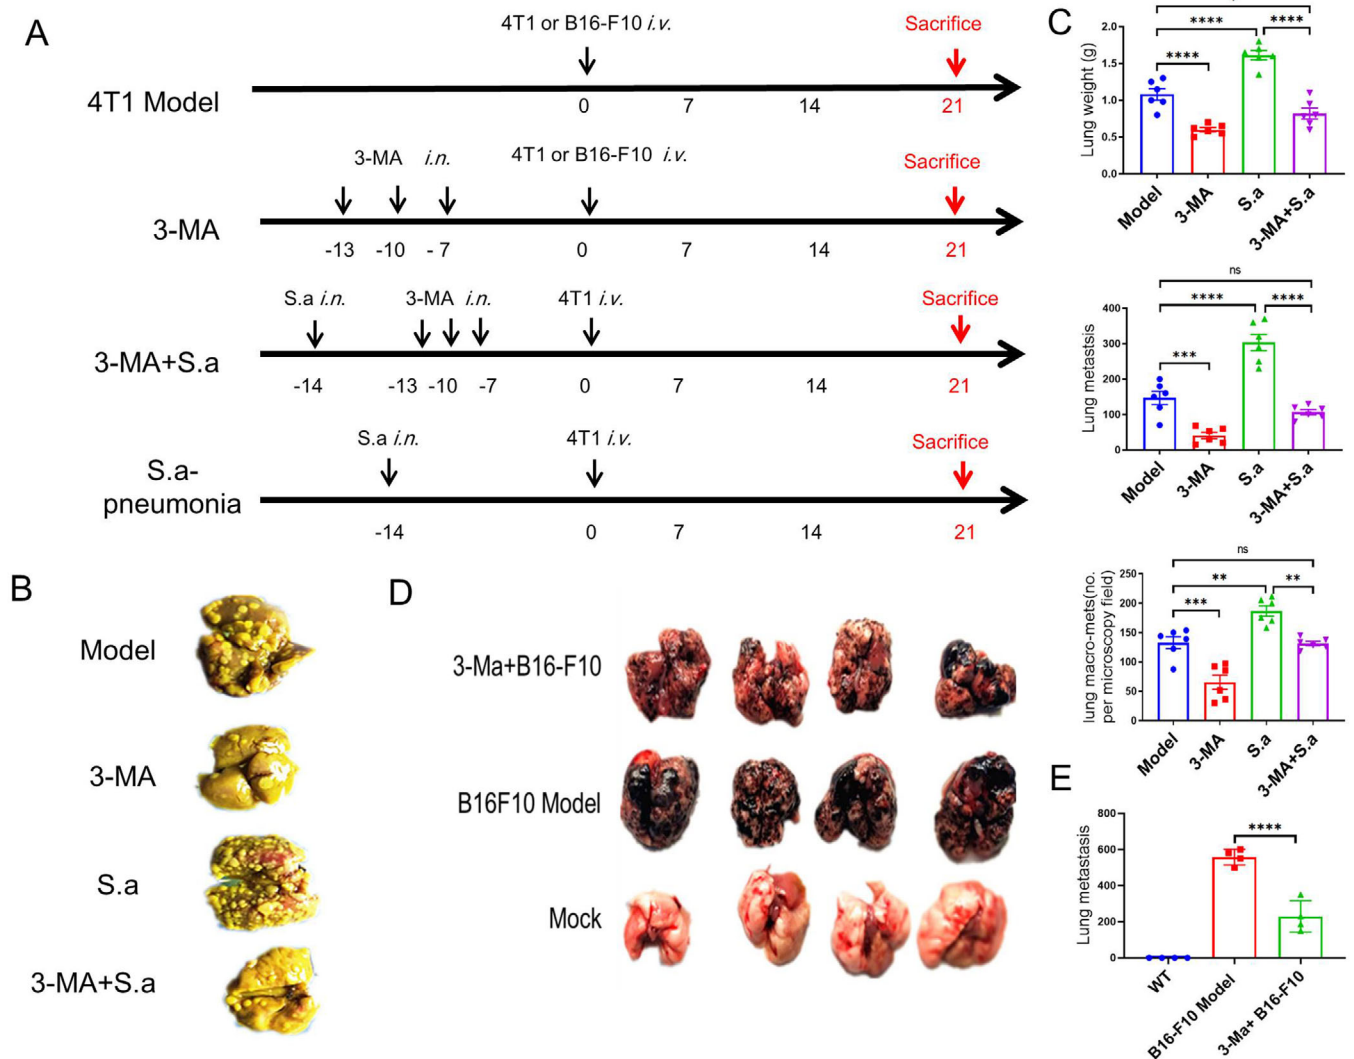 A
4T1 or B16-F10 i.v.
Sacrifice
4T1 Model
0 7 14 21
3-MA i.n.
4T1 or B16-F10 i.v.
Sacrifice
3-MA
-13 -10 - 7 0 7 14 21
S.a i.n.
3-MA i.n.
4T1 i.v.
Sacrifice
3-MA+S.a
-14 -13 -10 -7 0 7 14 21
S.a i.n.
4T1 i.v.
Sacrifice
S.a-
pneumonia
-14 0 7 14 21
B
Model
3-MA
S.a
3-MA+S.a
C
Lung weight (g)
2.0
1.5
1.0
0.5
0.0
****
****
****
Model
3-MA
S.a
3-MA+S.a
Lung metastsis
400
300
200
100
0
ns
****
****
***
Model
3-MA
S.a
3-MA+S.a
lung macro-mets(no.
per microscopy field)
250
200
150
100
50
0
ns
**
**
***
Model
3-MA
S.a
3-MA+S.a
D
3-Ma+B16-F10
B16F10 Model
Mock
E
Lung metastasis
800
600
400
200
0
****
WT
B16-F10 Model
3-Ma+ B16-F10